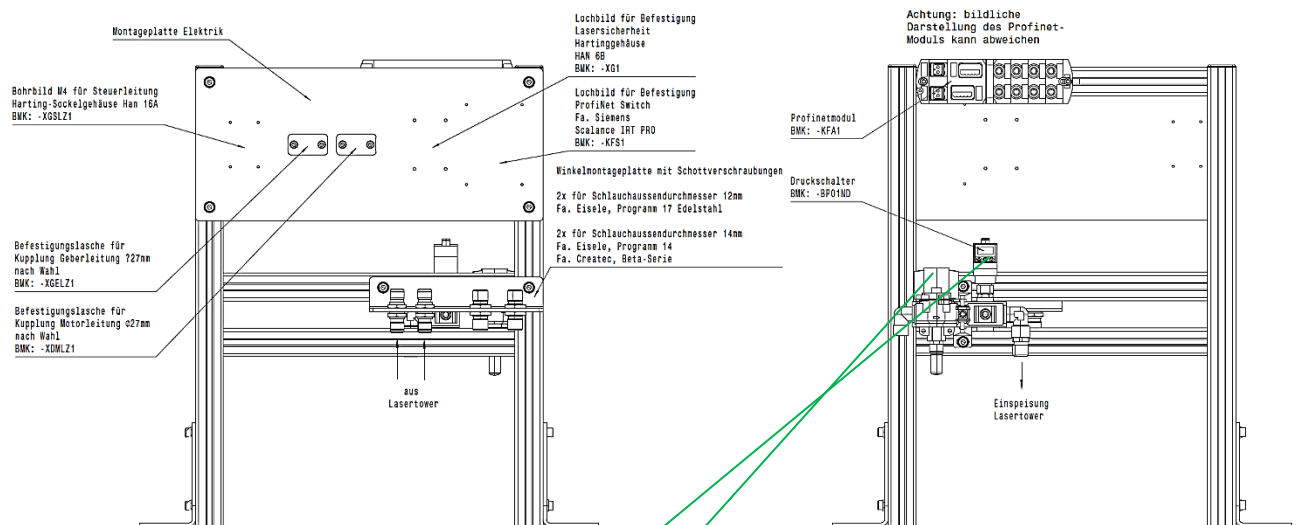 Montageplatte Elektrik
Bohrbild M4 für Steuerleitung
Harting-Sockelgehäuse Han 16A
BMK: -XGSLZ1
Befestigungslasche für
Kupplung Geberleitung ?27mm
nach Wahl
BMK: -XGELZ1
Befestigungslasche für
Kupplung Motorleitung ¢27mm
nach Wahl
BMK: -XDMLZ1
aus
Lasertower
Lochbild für Befestigung
Lasersicherheit
Hartinggehäuse
HAN 6B
BMK: -XG1
Lochbild für Befestigung
ProfiNet Switch
Fa. Siemens
Scalance IRT PRO
BMK: -KFS1
Winkelmontageplatte mit Schottverschraubungen
2x für Schlauchaussendurchmesser 12mm
Fa. Eisele, Programm 17 Edelstahl
2x für Schlauchaussendurchmesser 14mm
Fa. Eisele, Programm 14
Fa. Createc, Beta-Serie
Achtung: bildliche
Darstellung des Profinet-
Moduls kann abweichen
Profinetmodul
BMK: -KFA1
Druckschalter
BMK: -BP01ND
Einspeisung
Lasertower